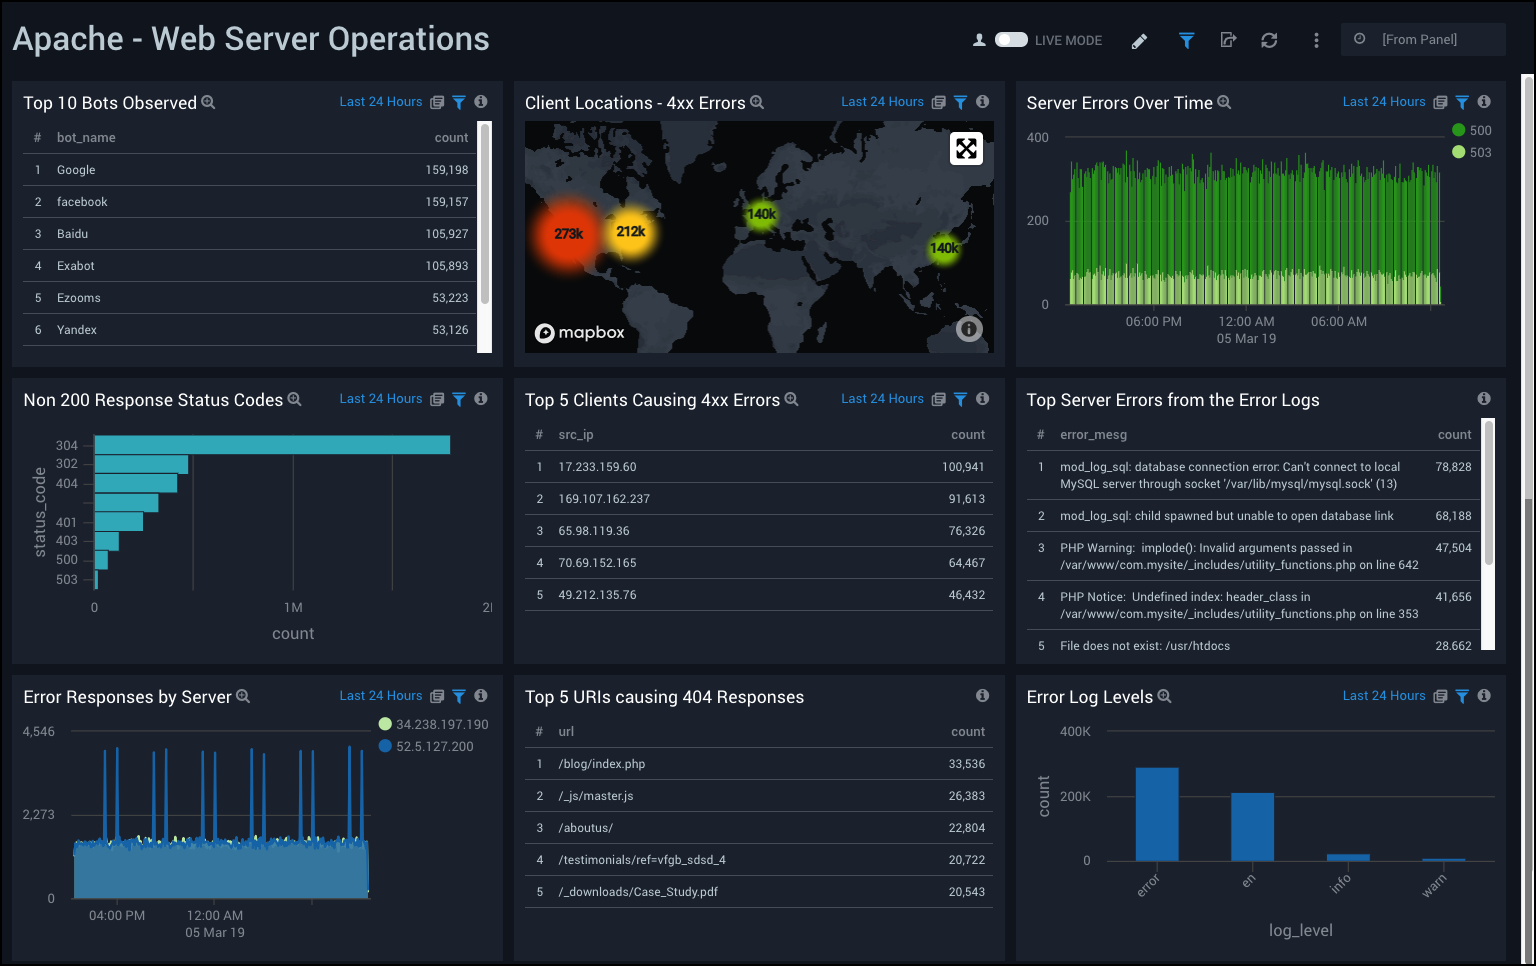 Apache - Web Server Operations
LIVE MODE
[From Panel]
Top 10 Bots Observed
Last 24 Hours
# bot_name count
1 Google 159,198
2 facebook 159,157
3 Baidu 105,927
4 Exabot 105,893
5 Ezooms 53,223
6 Yandex 53,126
Client Locations - 4xx Errors
Last 24 Hours
273k
212k
140k
140k
mapbox
Server Errors Over Time
Last 24 Hours
500
503
400
200
0
06:00 PM 12:00 AM 06:00 AM
05 Mar 19
Non 200 Response Status Codes
Last 24 Hours
status_code
304
302
404
401
403
500
503
0 1M 2
count
Top 5 Clients Causing 4xx Errors
Last 24 Hours
# src_ip count
1 17.233.159.60 100,941
2 169.107.162.237 91,613
3 65.98.119.36 76,326
4 70.69.152.165 64,467
5 49.212.135.76 46,432
Top Server Errors from the Error Logs
# error_mesg count
1 mod_log_sql: database connection error: Can't connect to local 78,828
MySQL server through socket '/var/lib/mysql/mysql.sock' (13)
2 mod_log_sql: child spawned but unable to open database link 68,188
3 PHP Warning: implode(): Invalid arguments passed in 47,504
/var/www/com.mysite/_includes/utility_functions.php on line 642
4 PHP Notice: Undefined index: header_class in 41,656
/var/www/com.mysite/_includes/utility_functions.php on line 353
5 File does not exist: /usr/htdocs 28,662
Error Responses by Server
Last 24 Hours
34.238.197.190
52.5.127.200
4,546
2,273
0
04:00 PM 12:00 AM
05 Mar 19
Top 5 URIs causing 404 Responses
# url count
1 /blog/index.php 33,536
2 /_js/master.js 26,383
3 /aboutus/ 22,804
4 /testimonials/ref=vfgb_sdsd_4 20,722
5 /_downloads/Case_Study.pdf 20,543
Error Log Levels
Last 24 Hours
count
400K
200K
0
error en info warn
log_level